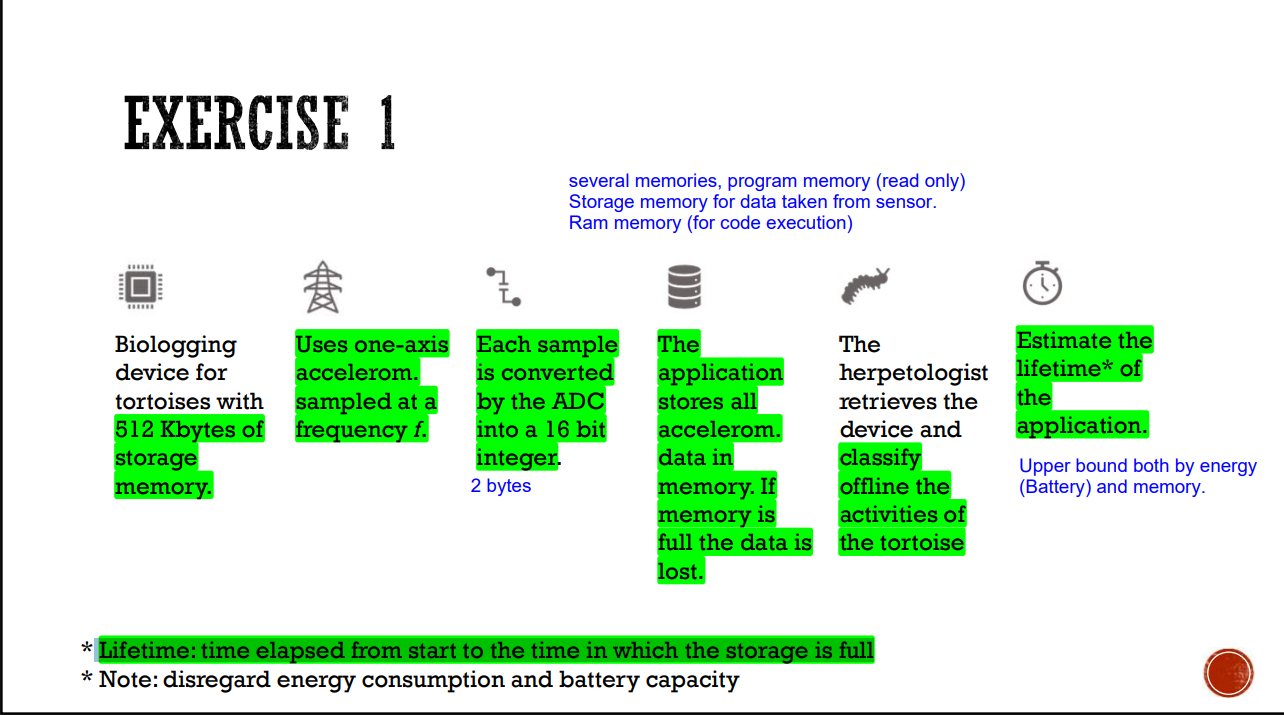 EXERCISE 1
several memories, program memory (read only)
Storage memory for data taken from sensor.
Ram memory (for code execution)
Biologging
device for
tortoises with
512 Kbytes of
storage
memory.
Uses one-axis
accelerom.
sampled at a
frequency f.
Each sample
is converted
by the ADC
into a 16 bit
integer.
2 bytes
The
application
stores all
accelerom.
data in
memory. If
memory is
full the data is
lost.
The
herpetologist
retrieves the
device and
classify
offline the
activities of
the tortoise
Estimate the
lifetime* of
the
application.
Upper bound both by energy
(Battery) and memory.
* Lifetime: time elapsed from start to the time in which the storage is full
* Note: disregard energy consumption and battery capacity